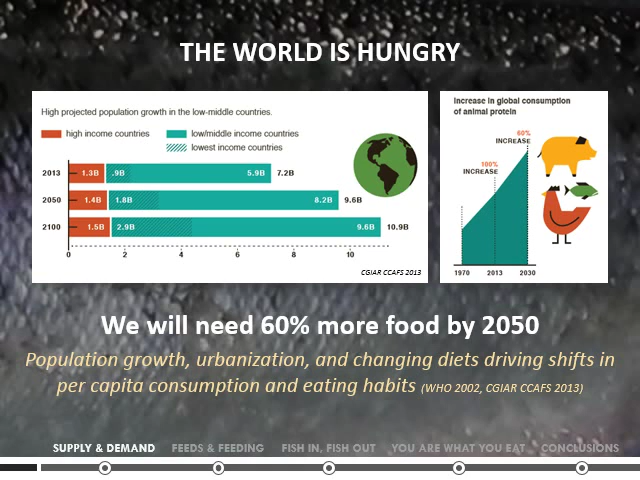 THE WORLD IS HUNGRY
High projected population growth in the low-middle countries.
high income countries
low/middle income countries
lowest income countries
2013 1.3B .9B 5.9B 7.2B
2050 1.4B 1.8B 8.2B 9.6B
2100 1.5B 2.9B 9.6B 10.9B
0 2 4 6 8 10
CGIAR CCAFS 2013
Increase in global consumption
of animal protein
60%
INCREASE
100%
INCREASE
1970 2013 2030
We will need 60% more food by 2050
Population growth, urbanization, and changing diets driving shifts in
per capita consumption and eating habits (WHO 2002, CGIAR CCAFS 2013)
SUPPLY & DEMAND FEEDS & FEEDING FISH IN, FISH OUT YOU ARE WHAT YOU EAT CONCLUSIONS